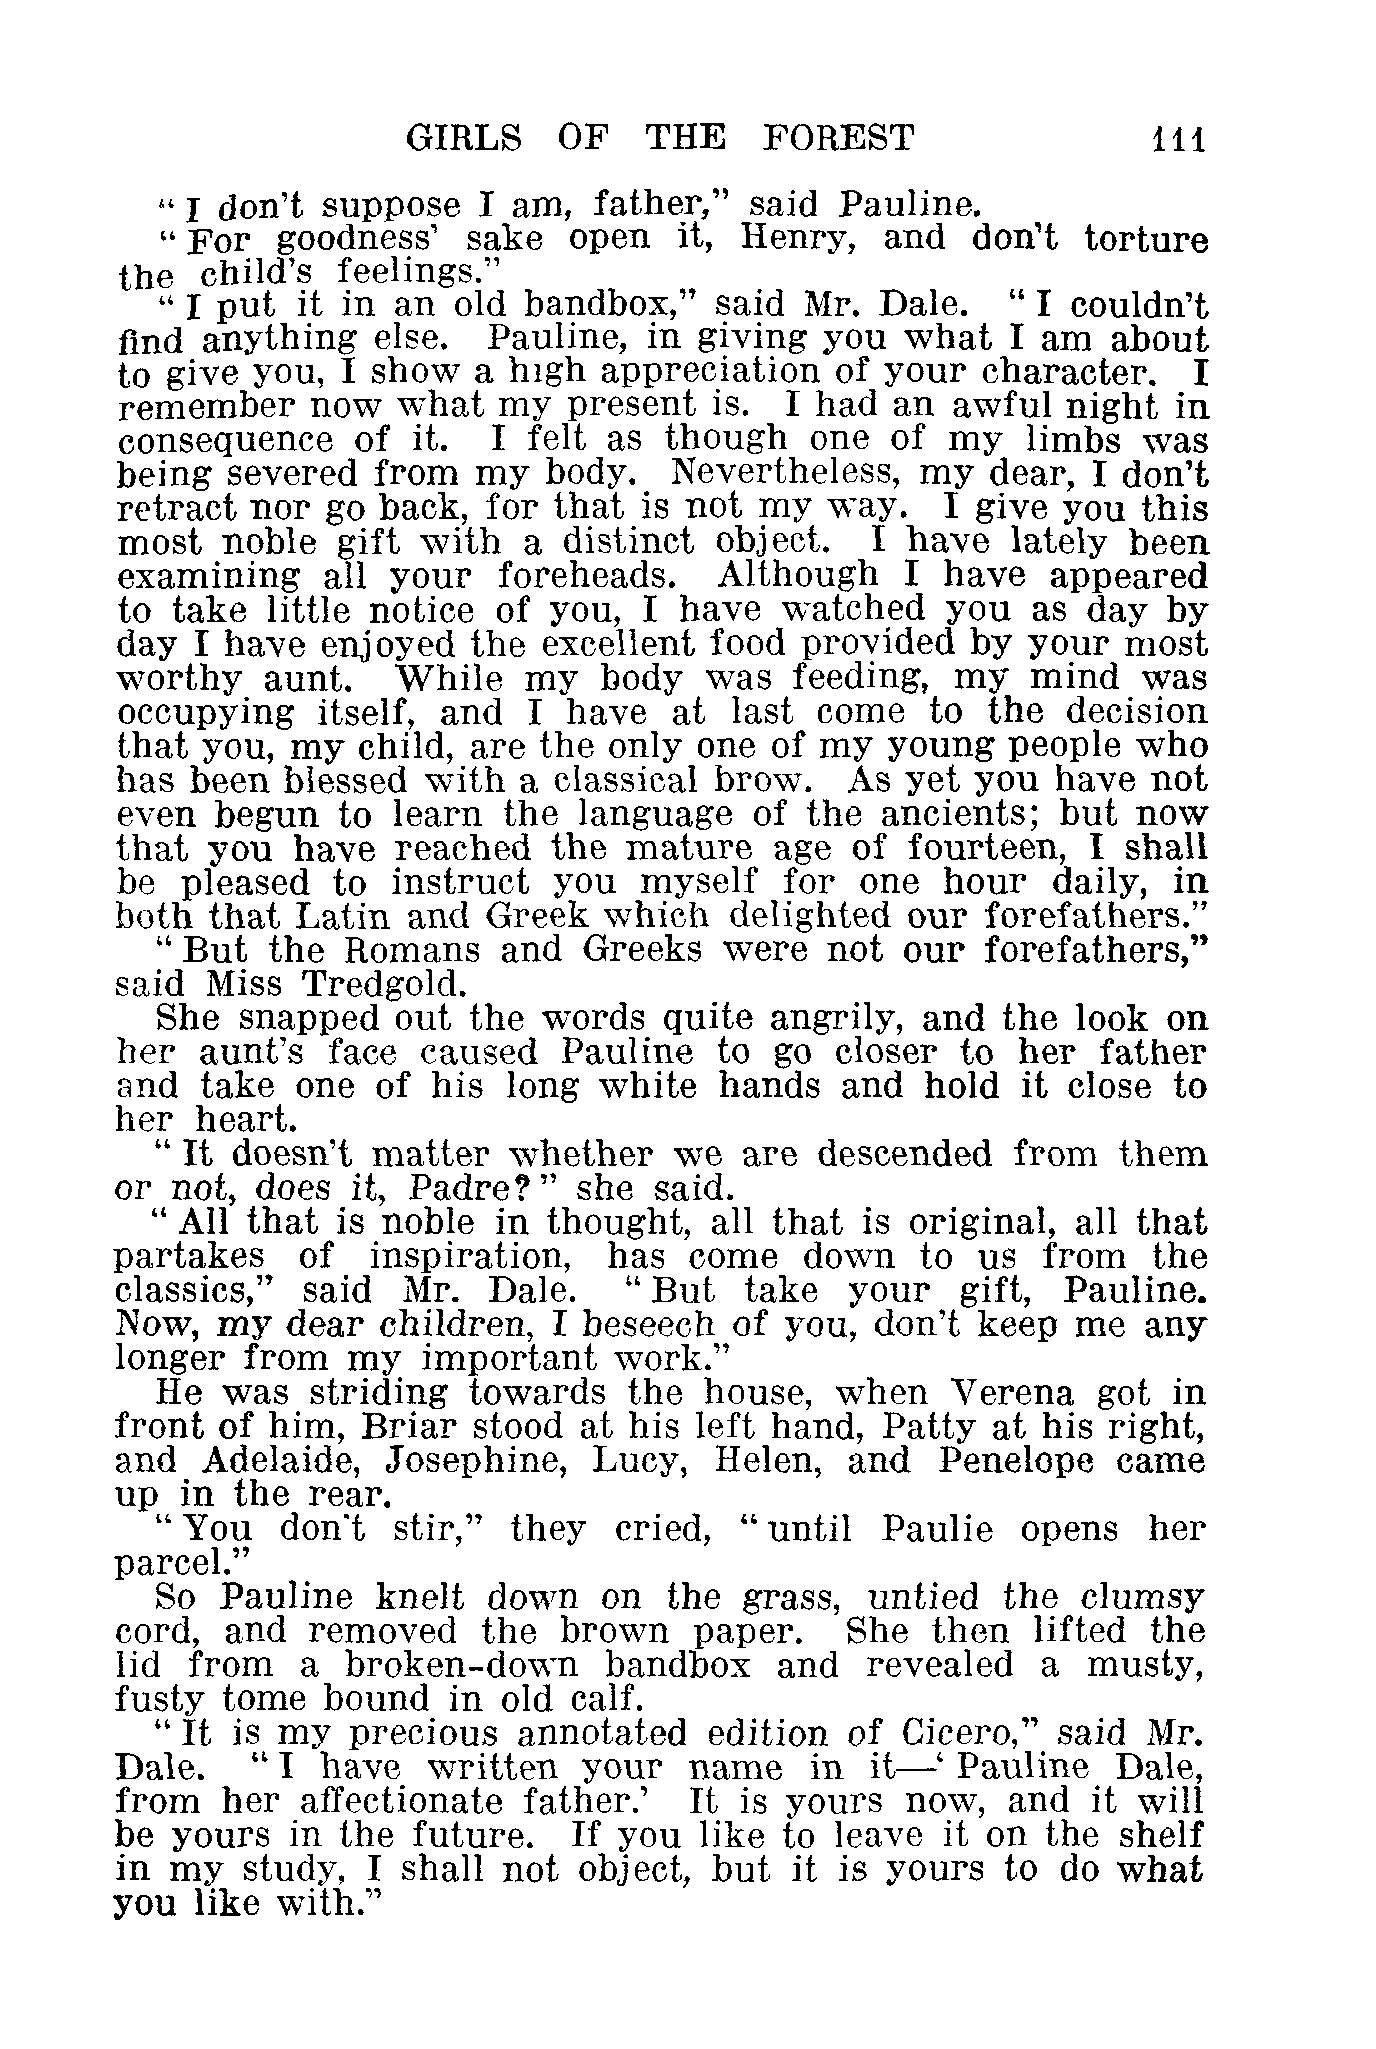 GIRLS OF THE FOREST 111
“I don't suppose I am, father,” said Pauline.
“For goodness' sake open it, Henry, and don't torture
the child's feelings.”
“I put it in an old bandbox,” said Mr. Dale. “I couldn't
find anything else. Pauline, in giving you what I am about
to give you, I show a high appreciation of your character. I
remember now what my present is. I had an awful night in
consequence of it. I felt as though one of my limbs was
being severed from my body. Nevertheless, my dear, I don't
retract nor go back, for that is not my way. I give you this
most noble gift with a distinct object. I have lately been
examining all your foreheads. Although I have appeared
to take little notice of you, I have watched you as day by
day I have enjoyed the excellent food provided by your most
worthy aunt. While my body was feeding, my mind was
occupying itself, and I have at last come to the decision
that you, my child, are the only one of my young people who
has been blessed with a classical brow. As yet you have not
even begun to learn the language of the ancients; but now
that you have reached the mature age of fourteen, I shall
be pleased to instruct you myself for one hour daily, in
both that Latin and Greek which delighted our forefathers.”
“But the Romans and Greeks were not our forefathers,”
said Miss Tredgold.
She snapped out the words quite angrily, and the look on
her aunt's face caused Pauline to go closer to her father
and take one of his long white hands and hold it close to
her heart.
“It doesn't matter whether we are descended from them
or not, does it, Padre?” she said.
“All that is noble in thought, all that is original, all that
partakes of inspiration, has come down to us from the
classics,” said Mr. Dale. “But take your gift, Pauline.
Now, my dear children, I beseech of you, don't keep me any
longer from my important work.”
He was striding towards the house, when Verena got in
front of him, Briar stood at his left hand, Patty at his right,
and Adelaide, Josephine, Lucy, Helen, and Penelope came
up in the rear.
“You don't stir,” they cried, “until Paulie opens her
parcel.”
So Pauline knelt down on the grass, untied the clumsy
cord, and removed the brown paper. She then lifted the
lid from a broken-down bandbox and revealed a musty,
fusty tome bound in old calf.
“It is my precious annotated edition of Cicero,” said Mr.
Dale. “I have written your name in it—‘Pauline Dale,
from her affectionate father.’ It is yours now, and it will
be yours in the future. If you like to leave it on the shelf
in my study, I shall not object, but it is yours to do what
you like with.”